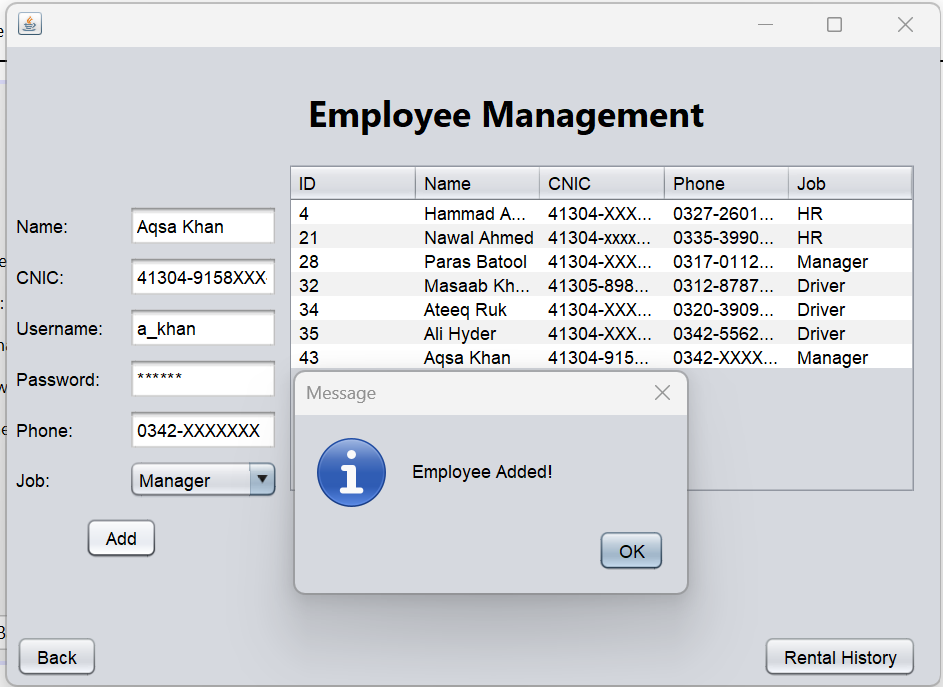 Employee Management
ID Name CNIC Phone Job
4 Hammad A... 41304-XXX... 0327-2601... HR
21 Nawal Ahmed 41304-xxxx... 0335-3990... HR
28 Paras Batool 41304-XXX... 0317-0112... Manager
32 Masaab Kh... 41305-898... 0312-8787... Driver
34 Ateeq Ruk 41304-XXX... 0320-3909... Driver
35 Ali Hyder 41304-XXX... 0342-5562... Driver
43 Aqsa Khan 41304-915... 0342-XXXX... Manager
Name: Aqsa Khan
CNIC: 41304-9158XXX
Username: a_khan
Password: ******
Phone: 0342-XXXXXXX
Job: Manager
Add
Message
Employee Added!
OK
Back
Rental History